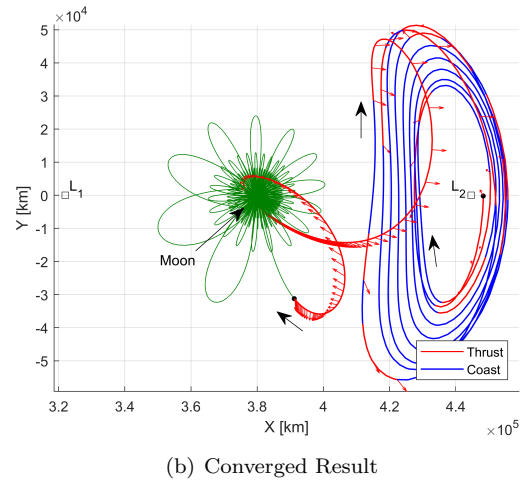 ×10⁴
5
4
3
2
1
0
-1
-2
-3
-4
-5
Y [km]
L₁
L₂
Moon
Thrust
Coast
3.2
3.4
3.6
3.8
4
4.2
4.4
X [km]
×10⁵
(b) Converged Result